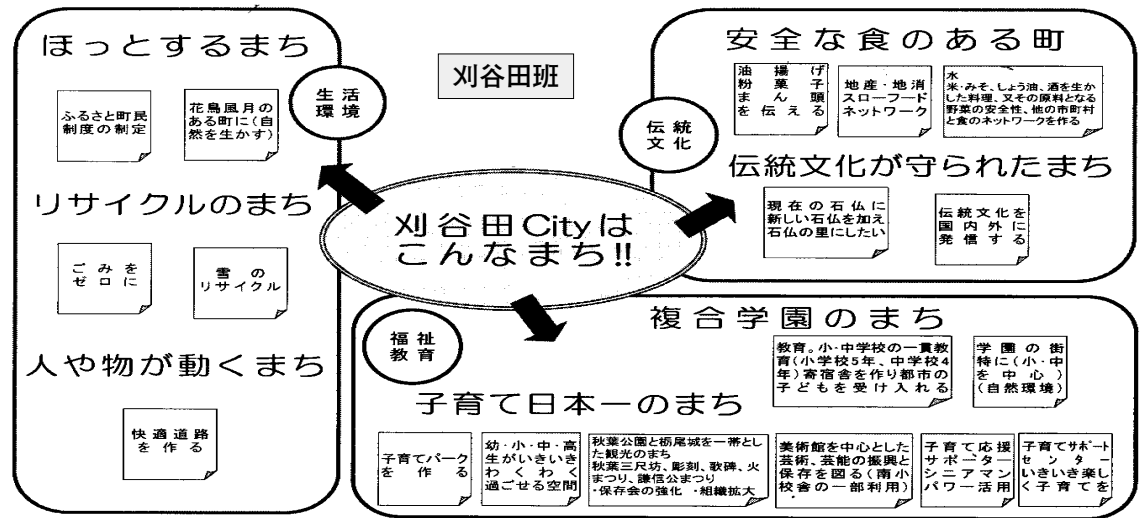 刈谷田班
刈谷田Cityは
こんなまち!!
生活
環境
ほっとするまち
ふるさと町民
制度の制定
花鳥風月の
ある町に(自
然を生かす)
リサイクルのまち
ごみを
ゼロに
雪の
リサイクル
人や物が動くまち
快適道路
を作る
伝統
文化
安全な食のある町
油揚げ
粉菓子
まん頭
を伝える
地産・地消
スローフード
ネットワーク
水
米・みそ、しょう油、酒を生か
した料理、又その原料となる
野菜の安全性、他の市町村
と食のネットワークを作る
伝統文化が守られたまち
現在の石仏に
新しい石仏を加え
石仏の里にしたい
伝統文化を
国内外に
発信する
福祉
教育
複合学園のまち
教育。小・中学校の一貫教
育(小学校5年、中学校4
年)寄宿舎を作り都市の
子どもを受け入れる
学園の街
特に(小・中
を中心)
(自然環境)
子育て日本一のまち
子育てパーク
を作る
幼・小・中・高
生がいきいき
わくわく
過ごせる空間
秋葉公園と栃尾城を一帯とし
た観光のまち
秋葉三尺坊、彫刻、歌碑、火
まつり、謙信公まつり
・保存会の強化 ・組織拡大
美術館を中心とした
芸術、芸能の振興と
保存を図る(南小
校舎の一部利用)
子育て応援
サポーター
シニアマン
パワー活用
子育てサポート
センター
いきいき楽し
く子育てを